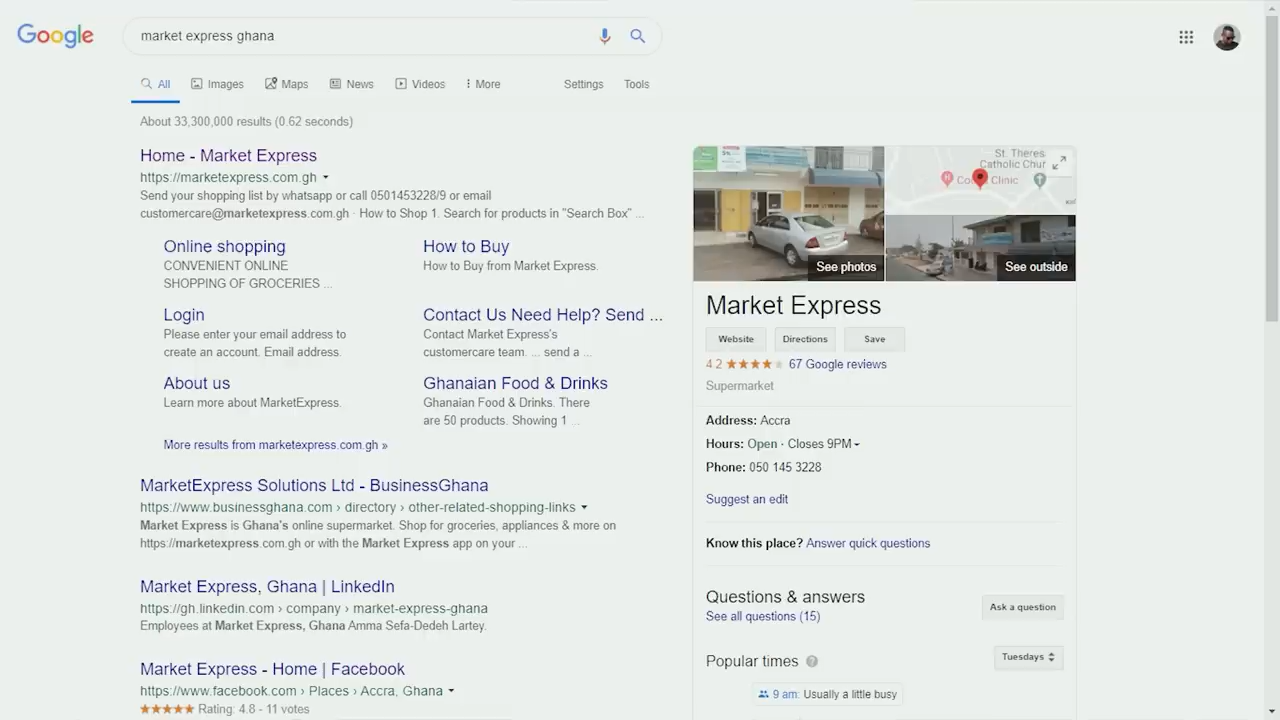 Google
market express ghana
All
Images
Maps
News
Videos
More
Settings
Tools
About 33,300,000 results (0.62 seconds)
Home - Market Express
https://marketexpress.com.gh
Send your shopping list by whatsapp or call 0501453228/9 or email
customercare@marketexpress.com.gh · How to Shop 1. Search for products in "Search Box" ...
Online shopping
CONVENIENT ONLINE
SHOPPING OF GROCERIES ...
How to Buy
How to Buy from Market Express.
Login
Please enter your email address to
create an account. Email address.
Contact Us Need Help? Send ...
Contact Market Express's
customercare team. ... send a ...
About us
Learn more about MarketExpress.
Ghanaian Food & Drinks
Ghanaian Food & Drinks. There
are 50 products. Showing 1 ...
More results from marketexpress.com.gh »
MarketExpress Solutions Ltd - BusinessGhana
https://www.businessghana.com › directory › other-related-shopping-links
Market Express is Ghana's online supermarket. Shop for groceries, appliances & more on
https://marketexpress.com.gh or with the Market Express app on your ...
Market Express, Ghana | LinkedIn
https://gh.linkedin.com › company › market-express-ghana
Employees at Market Express, Ghana Amma Sefa-Dedeh Lartey.
Market Express - Home | Facebook
https://www.facebook.com › Places › Accra, Ghana
Rating: 4.8 - 11 votes
St. Theres
Catholic Chur
Clinic
See photos
See outside
Market Express
Website
Directions
Save
4.2
67 Google reviews
Supermarket
Address: Accra
Hours: Open · Closes 9PM
Phone: 050 145 3228
Suggest an edit
Know this place? Answer quick questions
Questions & answers
See all questions (15)
Ask a question
Popular times
Tuesdays
9 am: Usually a little busy